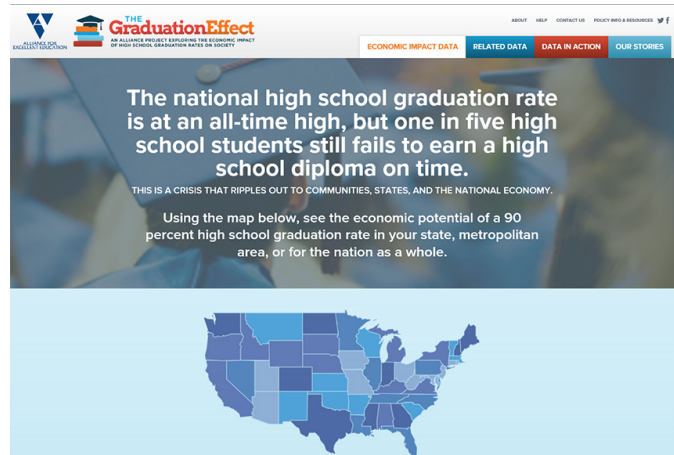 ALLIANCE FOR
EXCELLENT EDUCATION
THE
GraduationEffect
AN ALLIANCE PROJECT EXPLORING THE ECONOMIC IMPACT
OF HIGH SCHOOL GRADUATION RATES ON SOCIETY
ABOUT HELP CONTACT US POLICY INFO & RESOURCES
ECONOMIC IMPACT DATA RELATED DATA DATA IN ACTION OUR STORIES
The national high school graduation rate
is at an all-time high, but one in five high
school students still fails to earn a high
school diploma on time.
THIS IS A CRISIS THAT RIPPLES OUT TO COMMUNITIES, STATES, AND THE NATIONAL ECONOMY.
Using the map below, see the economic potential of a 90
percent high school graduation rate in your state, metropolitan
area, or for the nation as a whole.